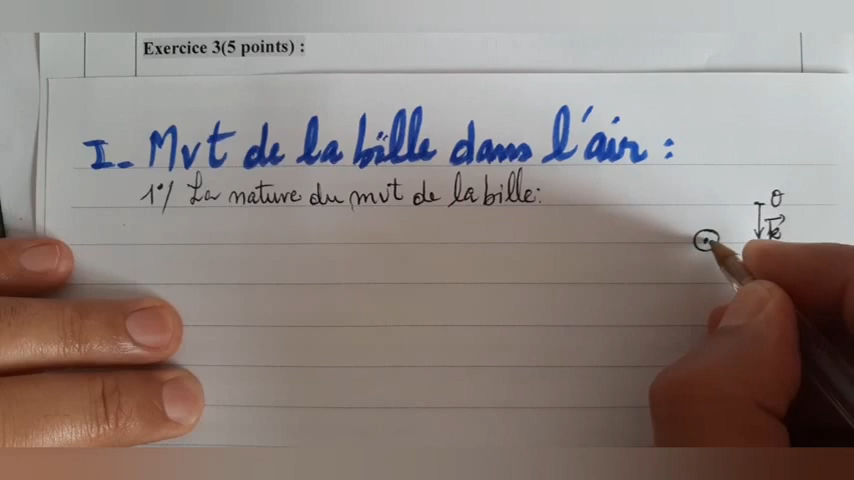 Exercice 3(5 points) :
I- Mvt de la bille dans l'air :
1°/ La nature du mvt de la bille:
O
k